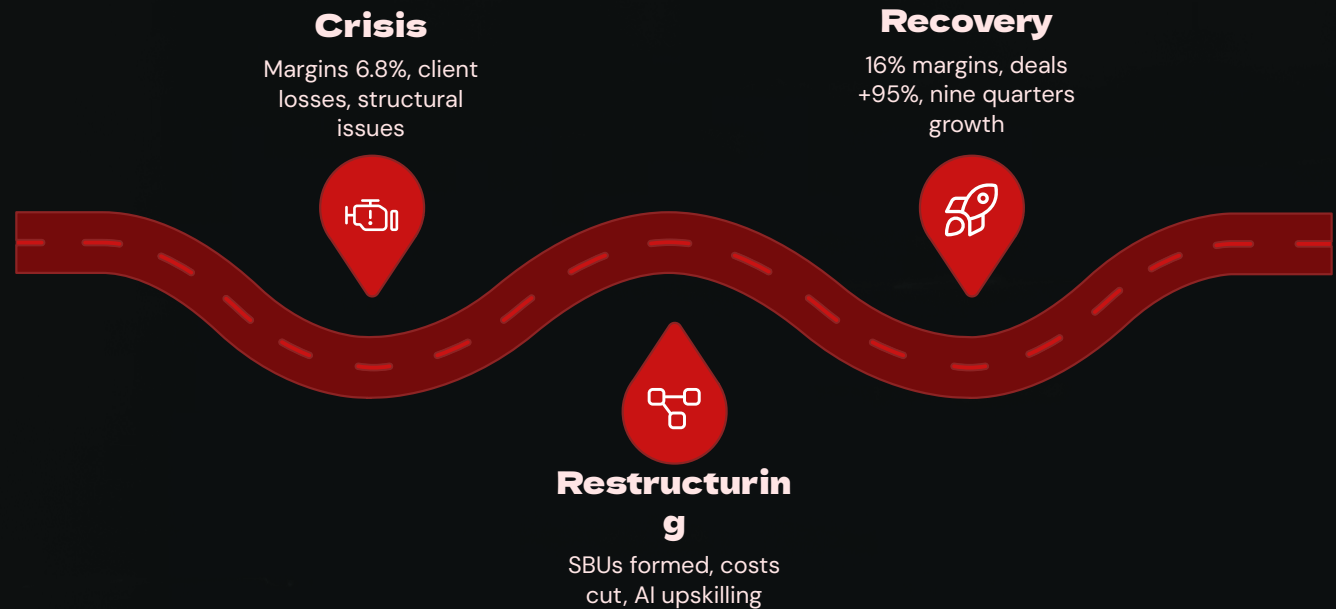 Crisis
Margins 6.8%, client
losses, structural
issues
Recovery
16% margins, deals
+95%, nine quarters
growth
Restructurin
g
SBUs formed, costs
cut, AI upskilling